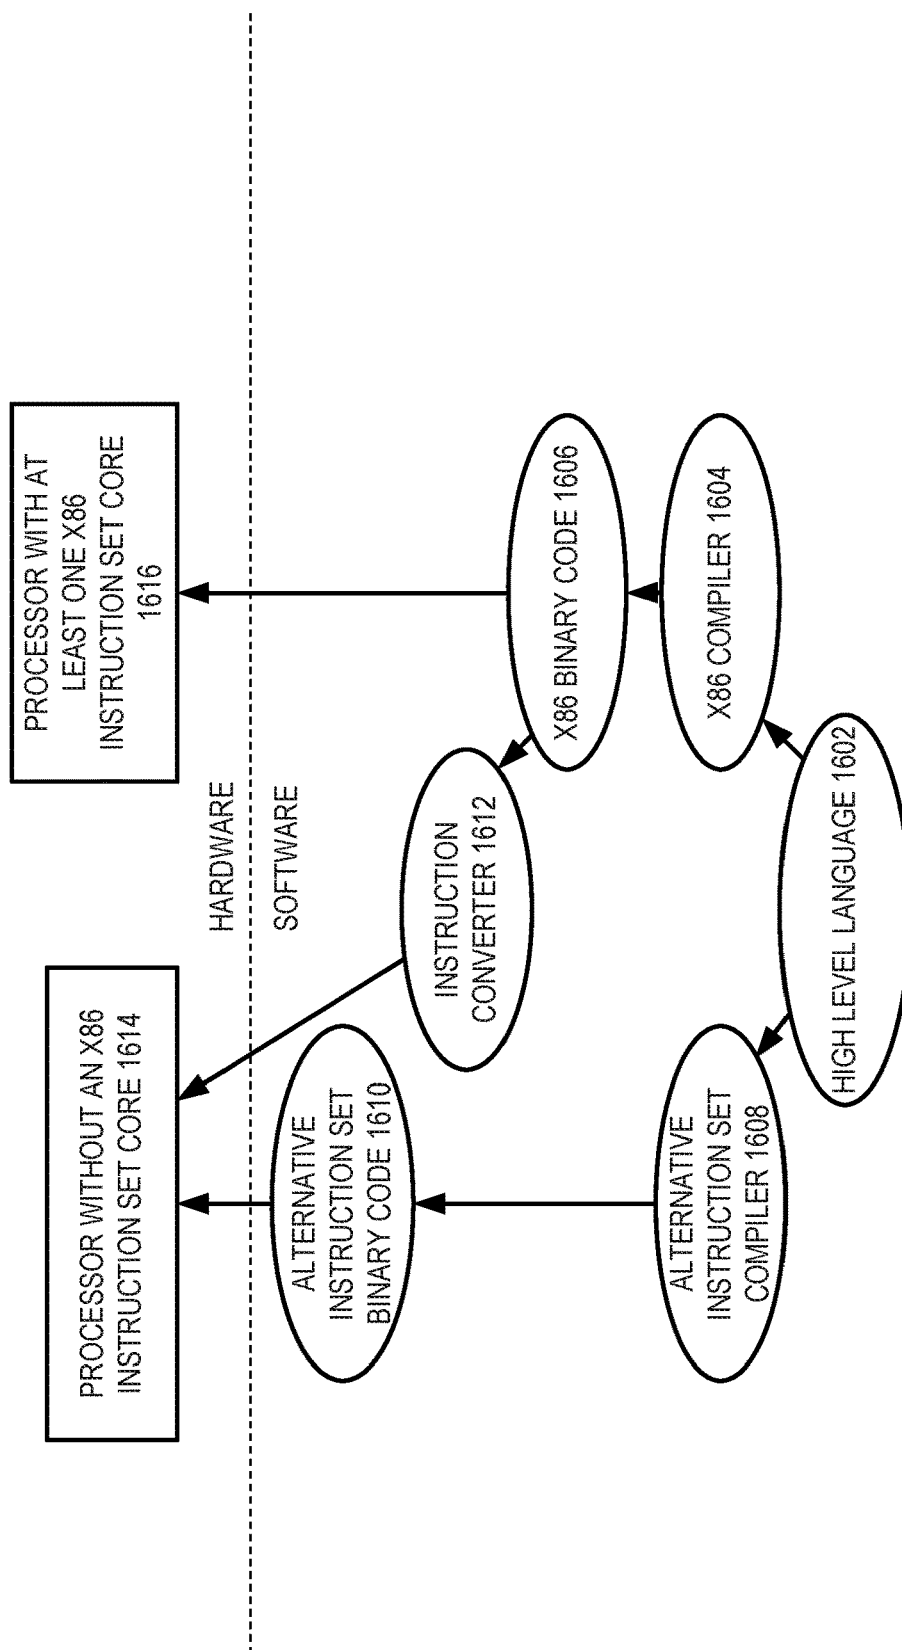 PROCESSOR WITHOUT AN X86
INSTRUCTION SET CORE 1614
PROCESSOR WITH AT
LEAST ONE X86
INSTRUCTION SET CORE
1616
HARDWARE
SOFTWARE
ALTERNATIVE
INSTRUCTION SET
BINARY CODE 1610
INSTRUCTION
CONVERTER 1612
X86 BINARY CODE 1606
ALTERNATIVE
INSTRUCTION SET
COMPILER 1608
X86 COMPILER 1604
HIGH LEVEL LANGUAGE 1602